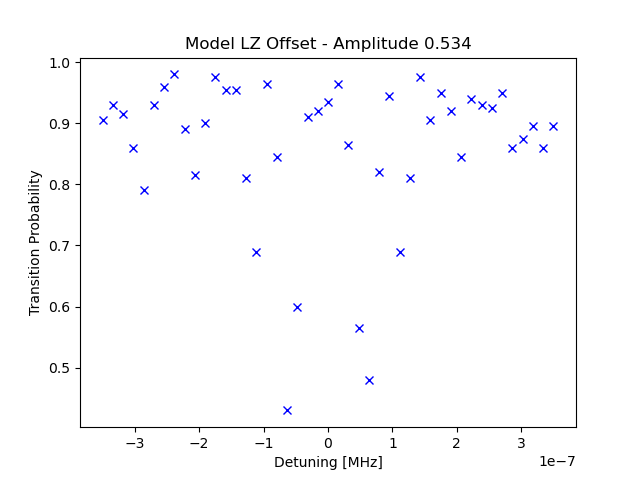 Model LZ Offset - Amplitude 0.534
1.0
0.9
0.8
0.7
0.6
0.5
Transition Probability
−3 −2 −1 0 1 2 3
1e−7
Detuning [MHz]